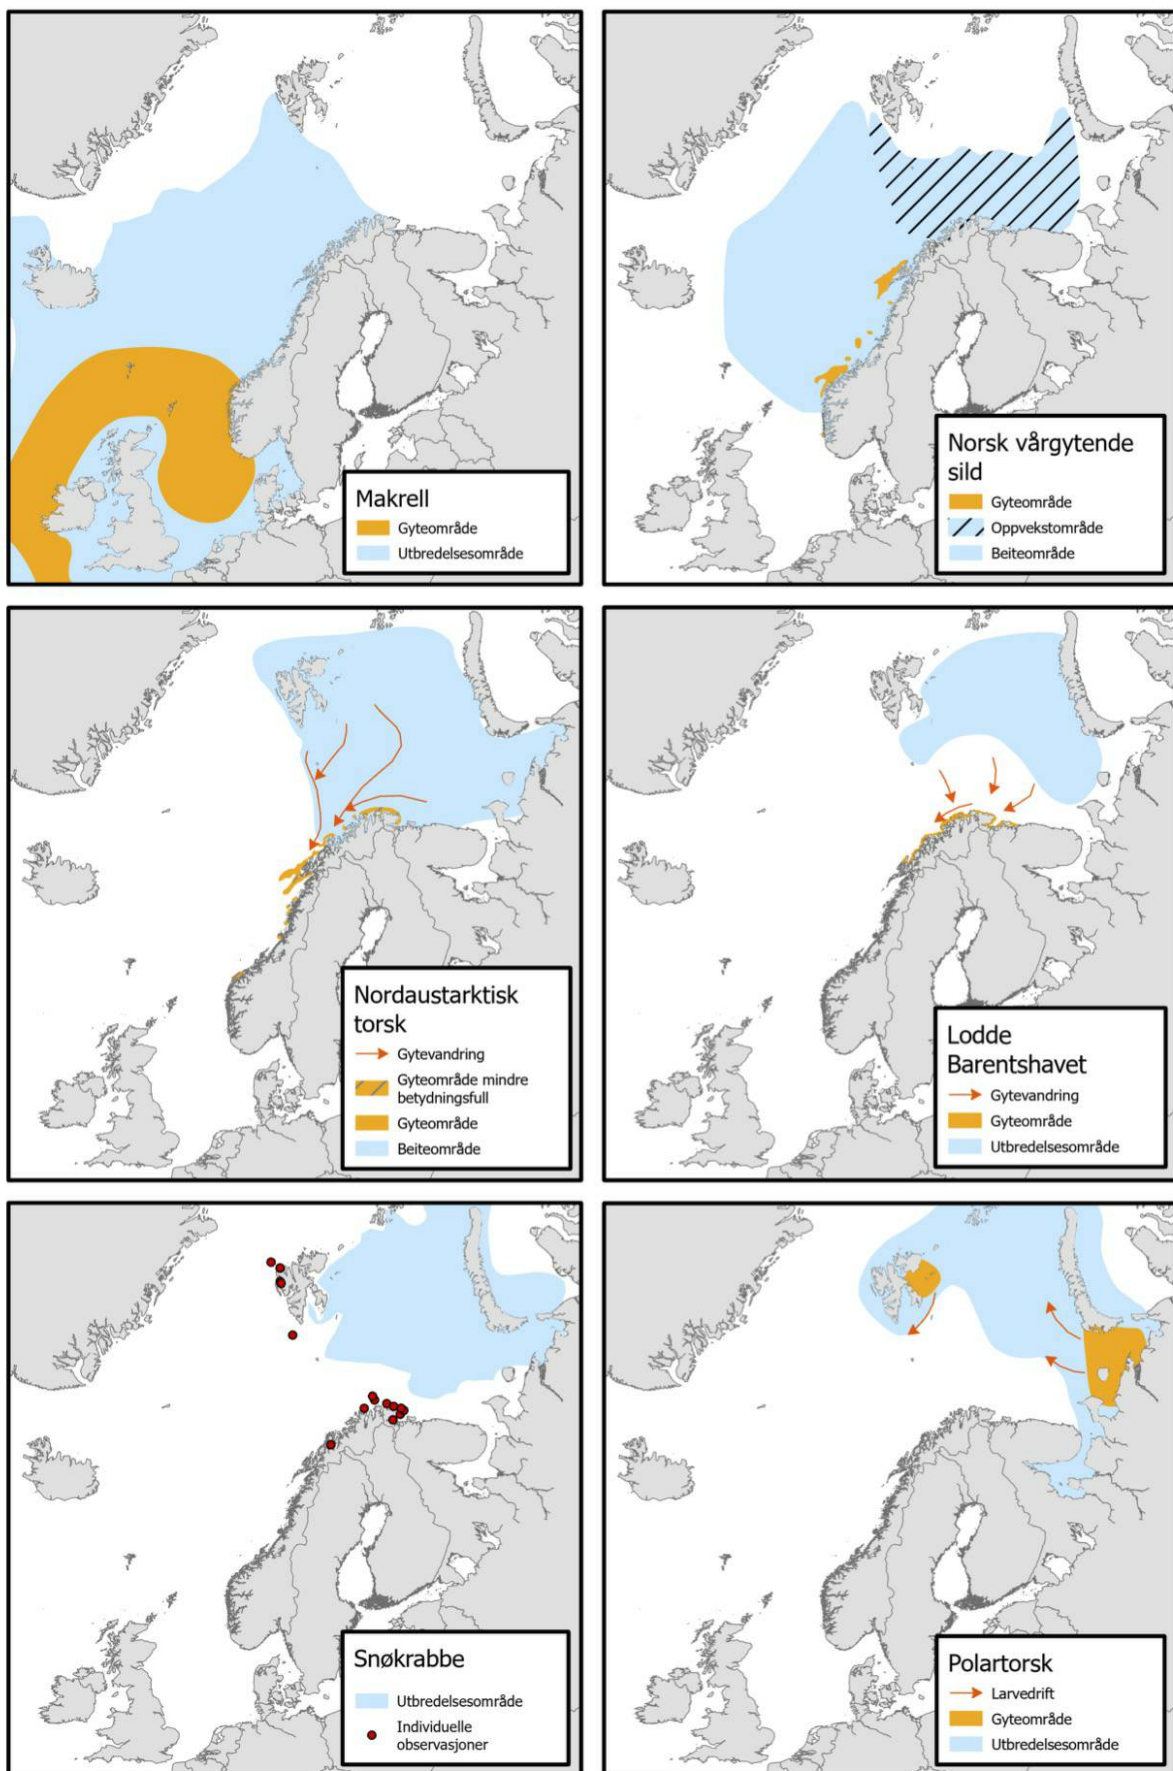 Makrell
Gyteområde
Utbredelsesområde
Norsk vårgytende
sild
Gyteområde
Oppvekstområde
Beiteområde
Nordaustarktisk
torsk
Gytevandring
Gyteområde mindre
betydningsfull
Gyteområde
Beiteområde
Lodde
Barentshavet
Gytevandring
Gyteområde
Utbredelsesområde
Snøkrabbe
Utbredelsesområde
Individuelle
observasjoner
Polartorsk
Larvedrift
Gyteområde
Utbredelsesområde